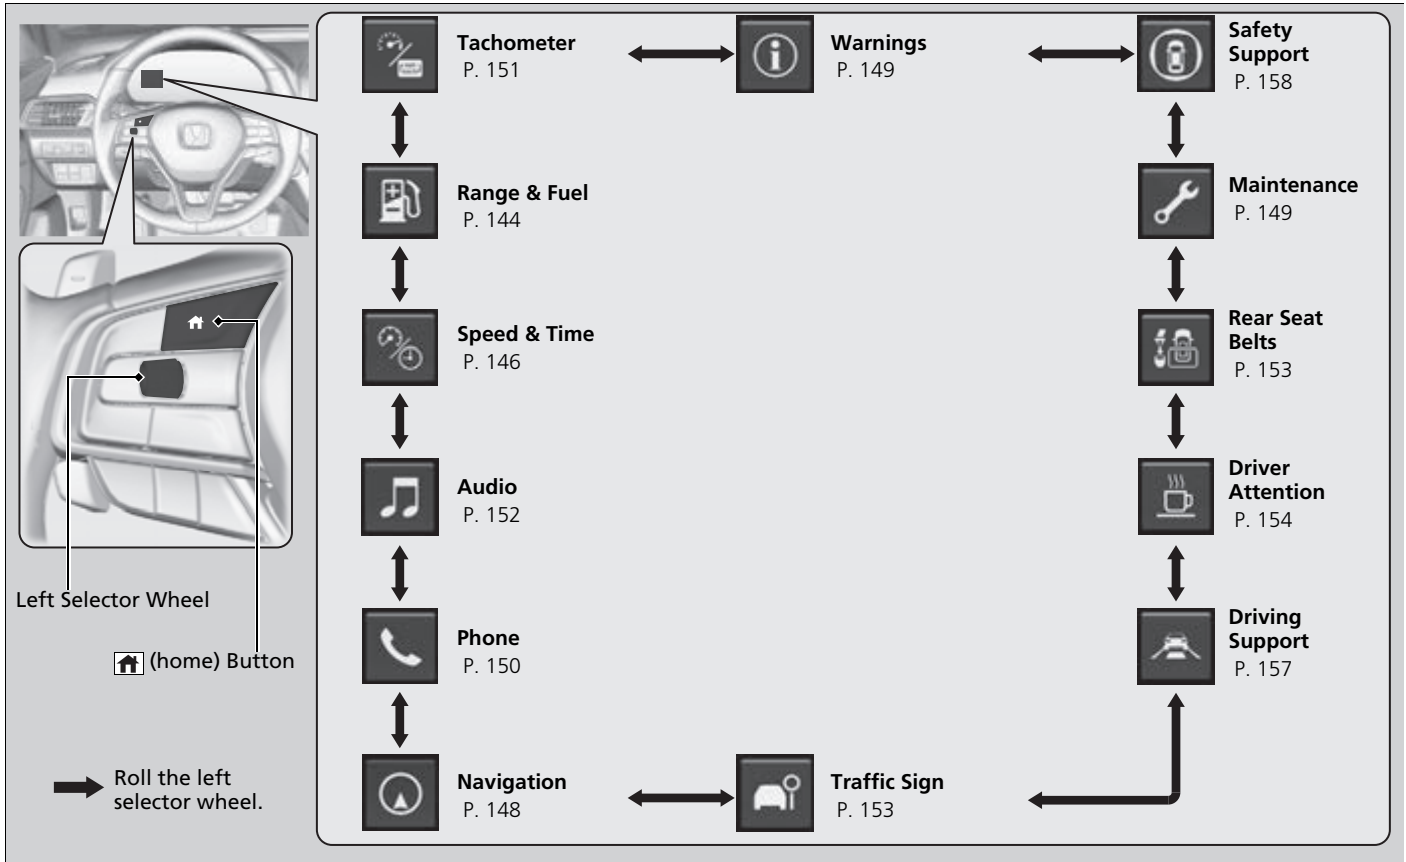 Tachometer
P. 151
Warnings
P. 149
Safety
Support
P. 158
Range & Fuel
P. 144
Maintenance
P. 149
Speed & Time
P. 146
Rear Seat
Belts
P. 153
Audio
P. 152
Driver
Attention
P. 154
Left Selector Wheel
(home) Button
Phone
P. 150
Driving
Support
P. 157
Roll the left
selector wheel.
Navigation
P. 148
Traffic Sign
P. 153